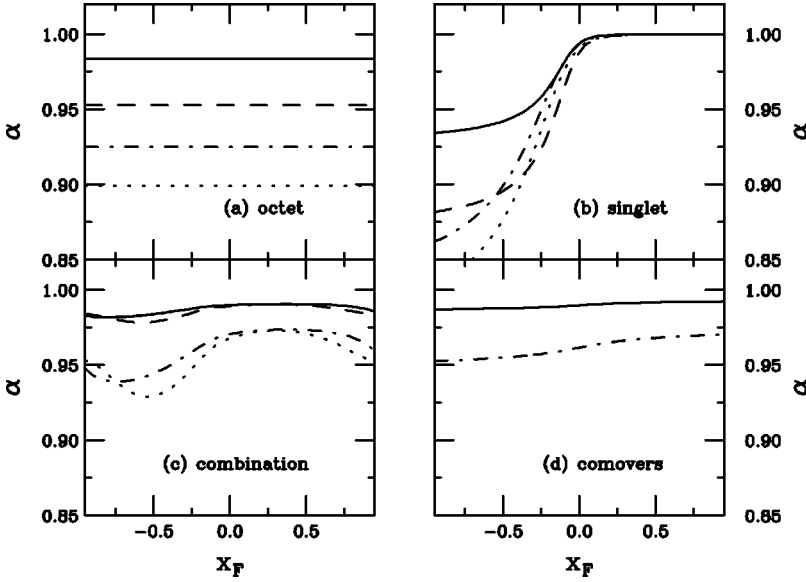 1.00 1.00
α 0.95 0.95 α
0.90 0.90
(a) octet (b) singlet
0.85 0.85
1.00 1.00
α 0.95 0.95 α
0.90 0.90
(c) combination (d) comovers
0.85 0.85
−0.5 0.0 0.5 −0.5 0.0 0.5
x_F x_F